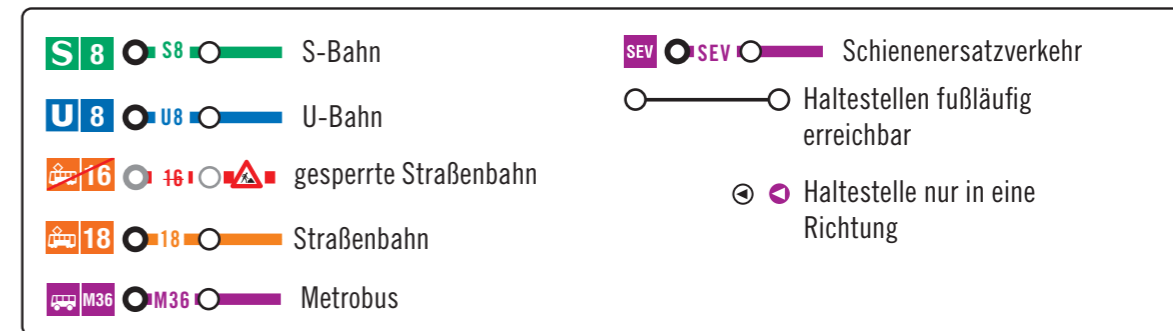 S 8 S8 S-Bahn
U 8 U8 U-Bahn
16 16 gesperrte Straßenbahn
18 18 Straßenbahn
M36 M36 Metrobus
SEV SEV Schienenersatzverkehr
Haltestellen fußläufig
erreichbar
Haltestelle nur in eine
Richtung